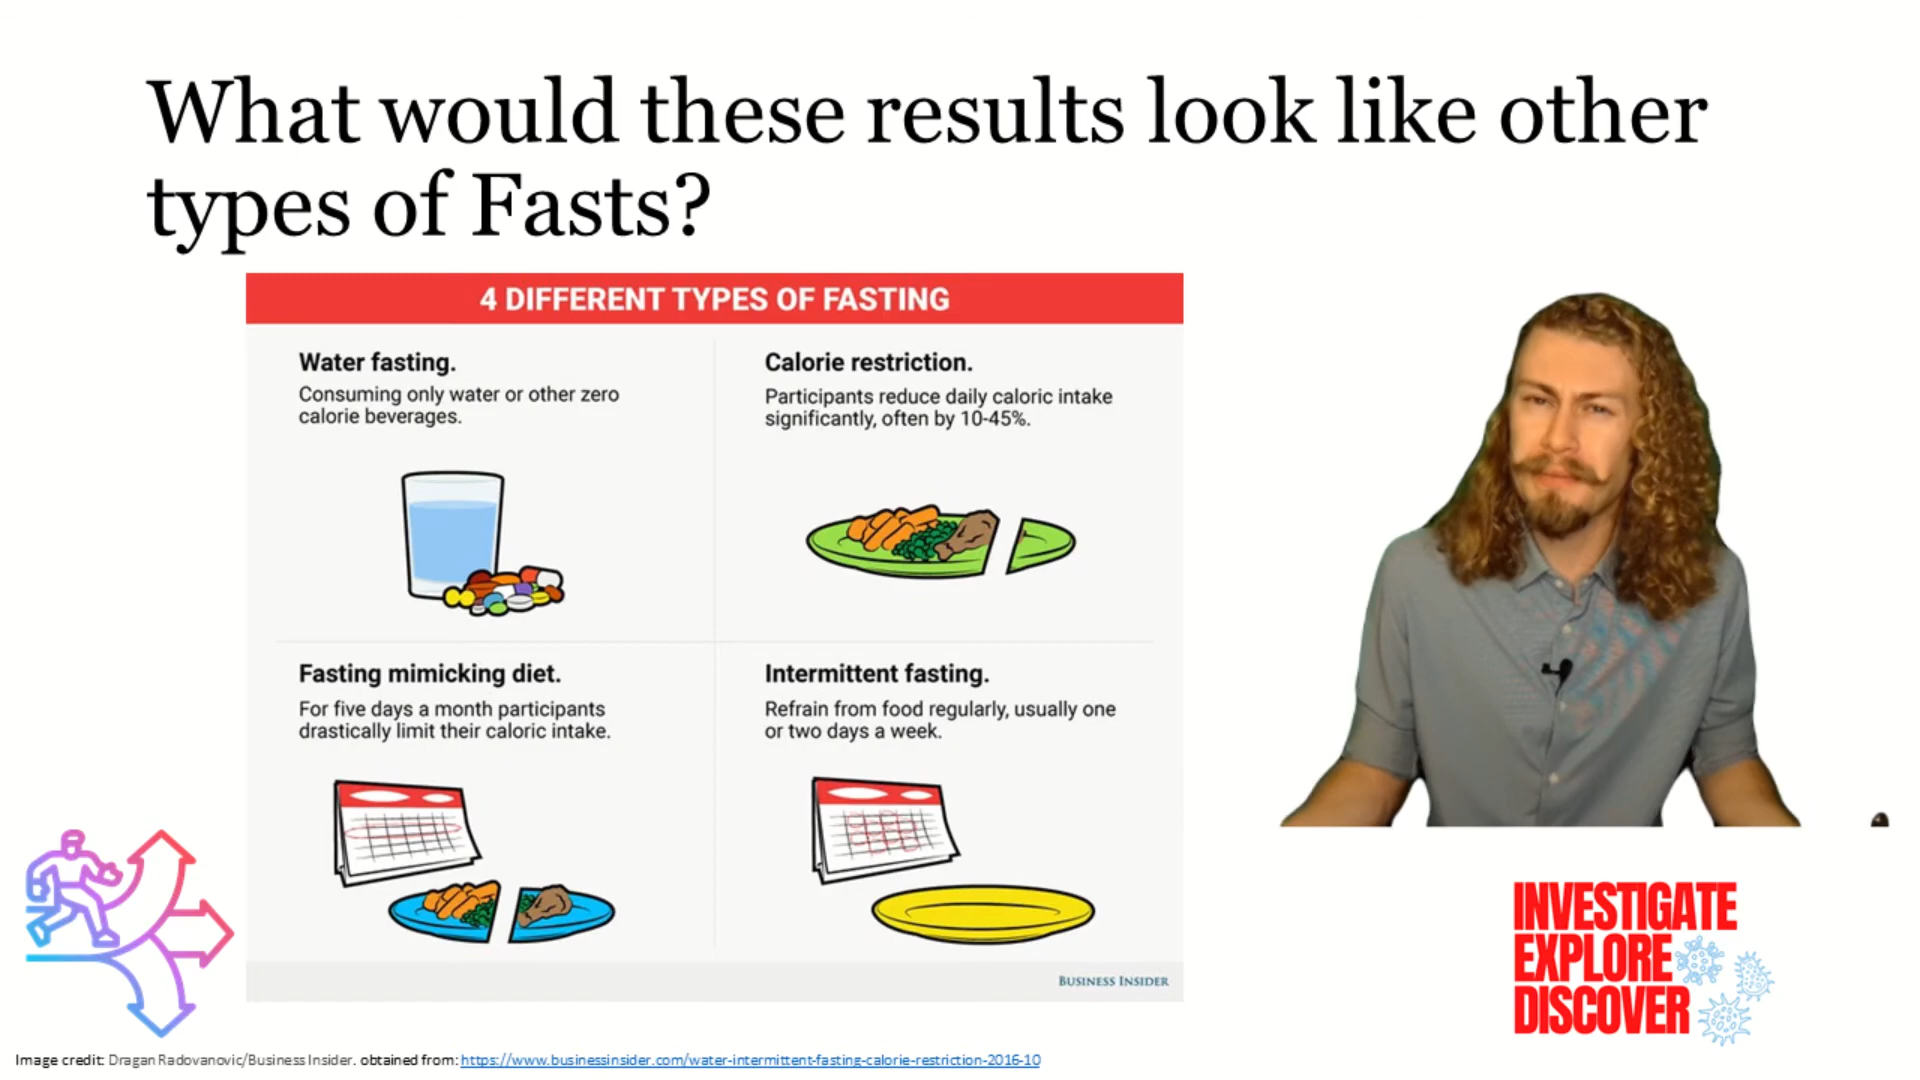 What would these results look like other
types of Fasts?
4 DIFFERENT TYPES OF FASTING
Water fasting.
Consuming only water or other zero
calorie beverages.
Calorie restriction.
Participants reduce daily caloric intake
significantly, often by 10-45%.
Fasting mimicking diet.
For five days a month participants
drastically limit their caloric intake.
Intermittent fasting.
Refrain from food regularly, usually one
or two days a week.
BUSINESS INSIDER
INVESTIGATE
EXPLORE
DISCOVER
Image credit: Dragan Radovanovic/Business Insider. obtained from: https://www.businessinsider.com/water-intermittent-fasting-calorie-restriction-2016-10